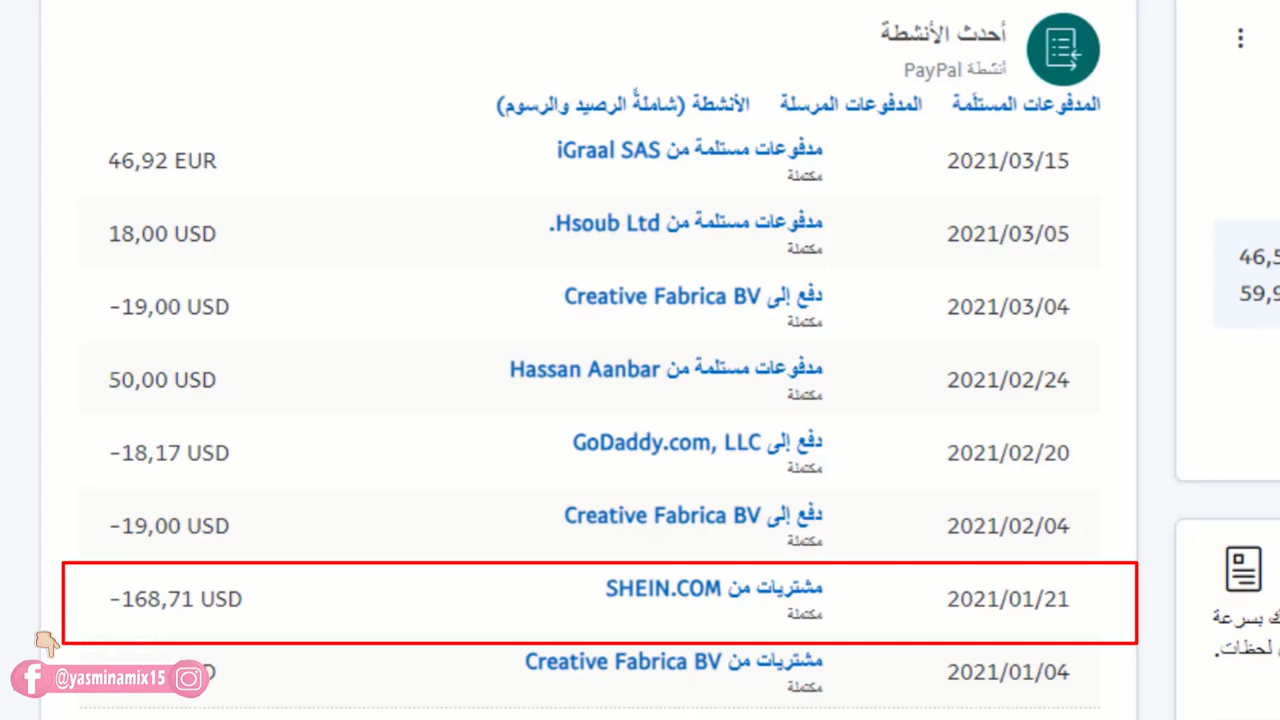 أحدث الأنشطة
أنشطة PayPal
المدفوعات المستلَمة المدفوعات المرسلة الأنشطة (شاملةً الرصيد والرسوم)
2021/03/15 مدفوعات مستلمة من iGraal SAS 46,92 EUR
مكتملة
2021/03/05 مدفوعات مستلمة من Hsoub Ltd. 18,00 USD
مكتملة
2021/03/04 دفع إلى Creative Fabrica BV -19,00 USD
مكتملة
2021/02/24 مدفوعات مستلمة من Hassan Aanbar 50,00 USD
مكتملة
2021/02/20 دفع إلى GoDaddy.com, LLC -18,17 USD
مكتملة
2021/02/04 دفع إلى Creative Fabrica BV -19,00 USD
مكتملة
2021/01/21 مشتريات من SHEIN.COM -168,71 USD
مكتملة
2021/01/04 مشتريات من Creative Fabrica BV
مكتملة
@yasminamix15
بسرعة
لحظات.